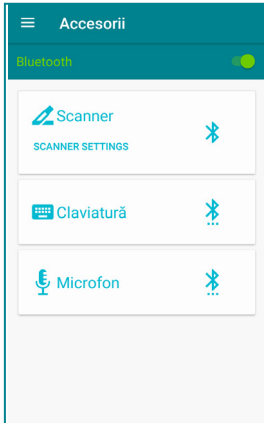 Accesorii
Bluetooth
Scanner
SCANNER SETTINGS
Claviatură
Microfon